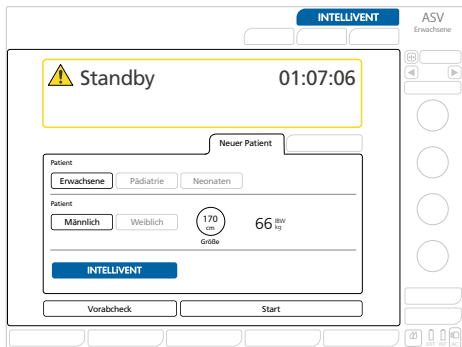 INTELLiVENT
ASV
Erwachsene
Standby
01:07:06
Neuer Patient
Patient
Erwachsene
Pädiatrie
Neonaten
Patient
Männlich
Weiblich
170
cm
Größe
66 IBW
kg
INTELLiVENT
Vorabcheck
Start